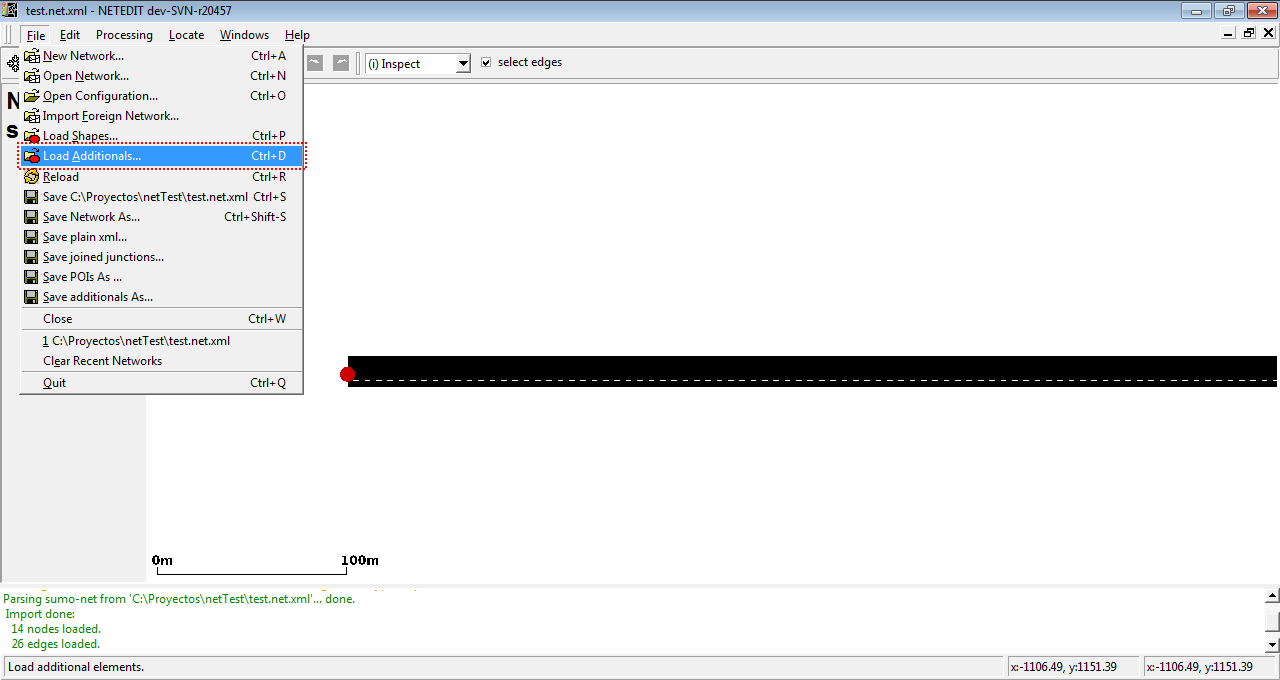 test.net.xml - NETEDIT dev-SVN-r20457
File Edit Processing Locate Windows Help
New Network... Ctrl+A
Open Network... Ctrl+N
Open Configuration... Ctrl+O
Import Foreign Network...
Load Shapes... Ctrl+P
Load Additionals... Ctrl+D
Reload Ctrl+R
Save C:\Proyectos\netTest\test.net.xml Ctrl+S
Save Network As... Ctrl+Shift-S
Save plain xml...
Save joined junctions...
Save POIs As ...
Save additionals As...
Close Ctrl+W
1 C:\Proyectos\netTest\test.net.xml
Clear Recent Networks
Quit Ctrl+Q
(i) Inspect select edges
N
s
0m 100m
Parsing sumo-net from 'C:\Proyectos\netTest\test.net.xml'... done.
Import done:
14 nodes loaded.
26 edges loaded.
Load additional elements. x:-1106.49, y:1151.39 x:-1106.49, y:1151.39